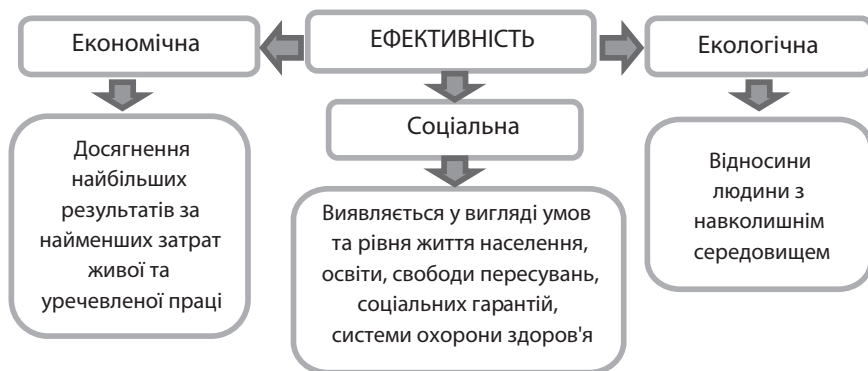 ЕФЕКТИВНІСТЬ
Економічна
Досягнення
найбільших
результатів за
найменших затрат
живої та
уречевленої праці
Соціальна
Виявляється у вигляді умов
та рівня життя населення,
освіти, свободи пересувань,
соціальних гарантій,
системи охорони здоров'я
Екологічна
Відносини
людини з
навколишнім
середовищем